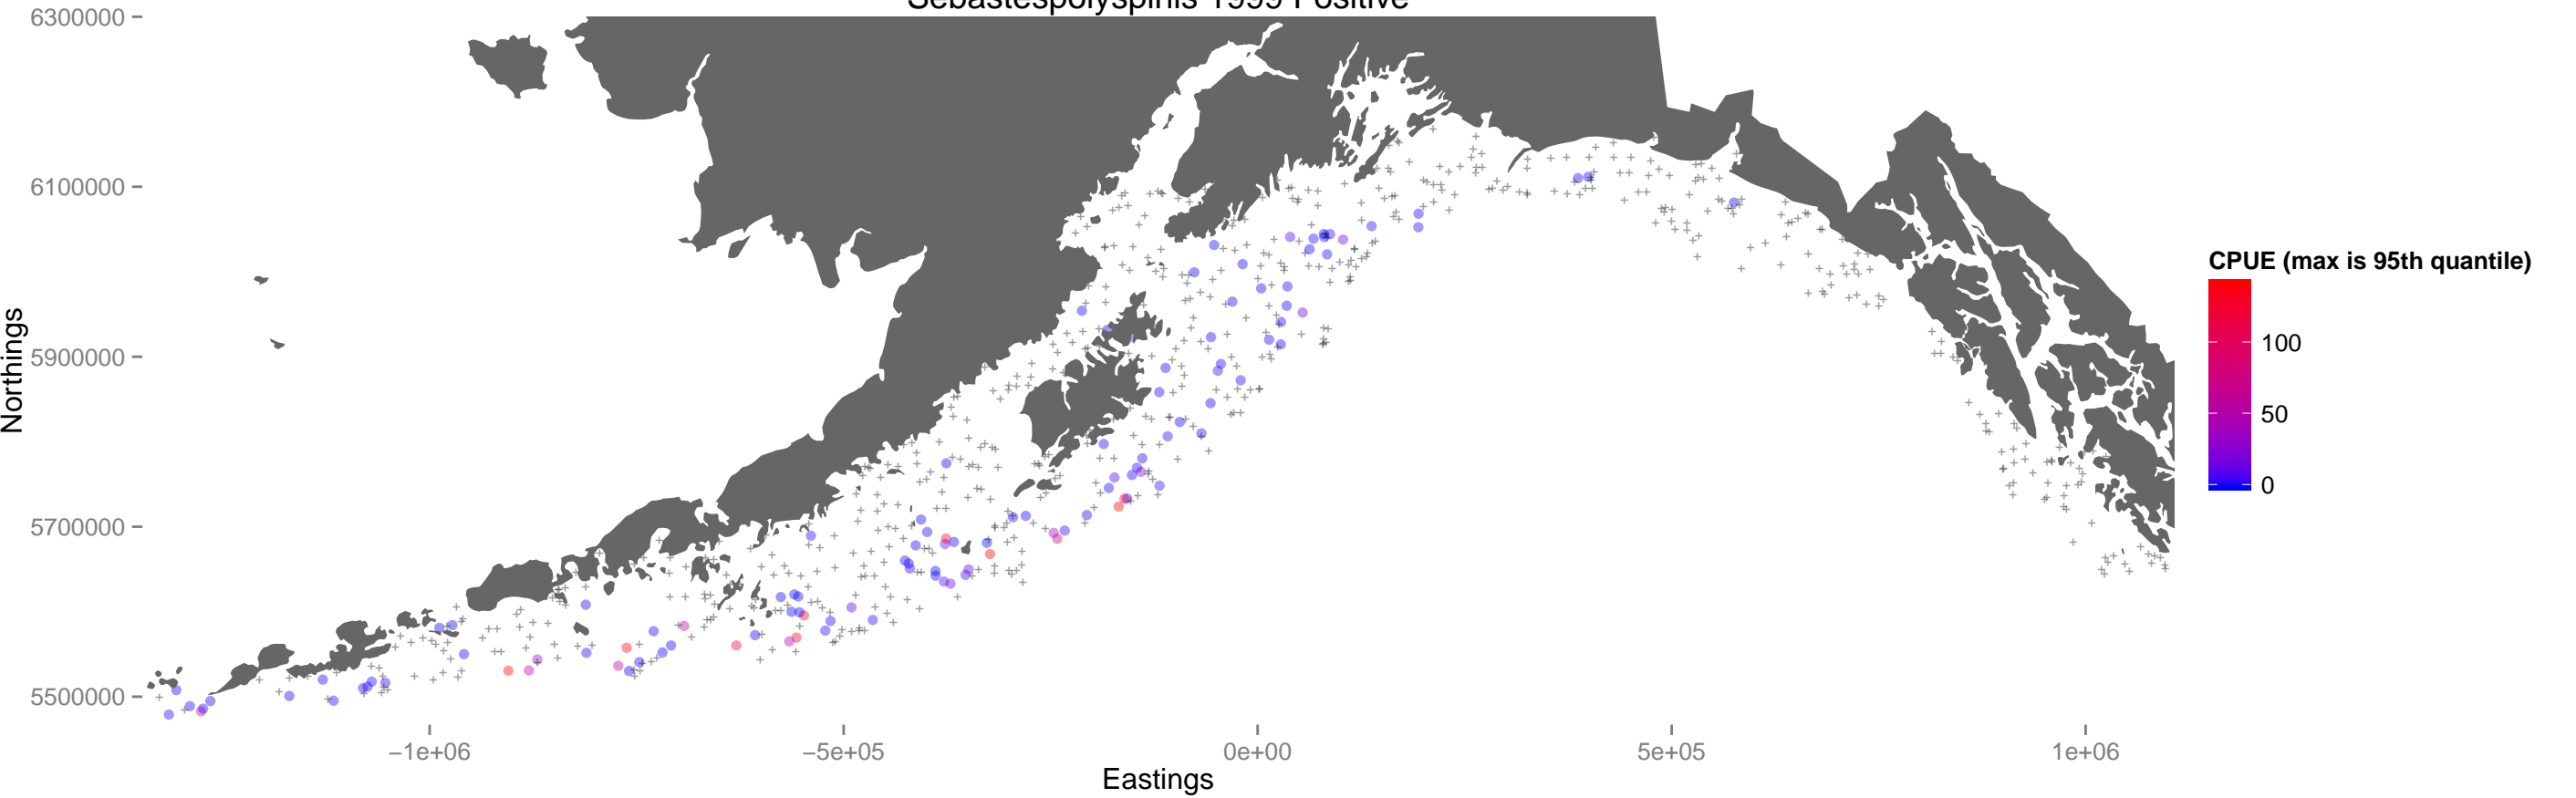 Sebastespolyspinis 1999 Positive
6300000
6100000
5900000
5700000
5500000
Northings
−1e+06
−5e+05
0e+00
5e+05
1e+06
Eastings
CPUE (max is 95th quantile)
100
50
0